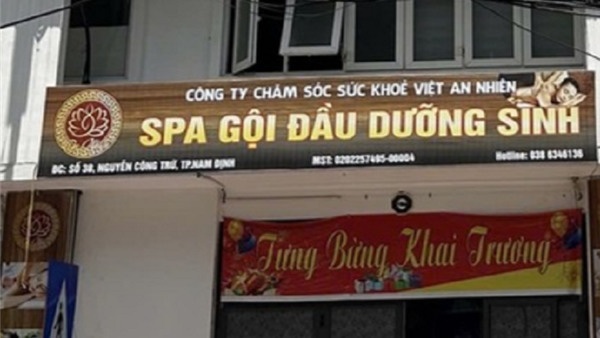 CÔNG TY CHĂM SÓC SỨC KHOẺ VIỆT AN NHIÊN
SPA GỘI ĐẦU DƯỠNG SINH
ĐC: SỐ 38, NGUYỄN CÔNG TRỨ, TP.NAM ĐỊNH
MST: 0202257485-00004
Hotline: 038 6346136
Tưng Bừng Khai Trương